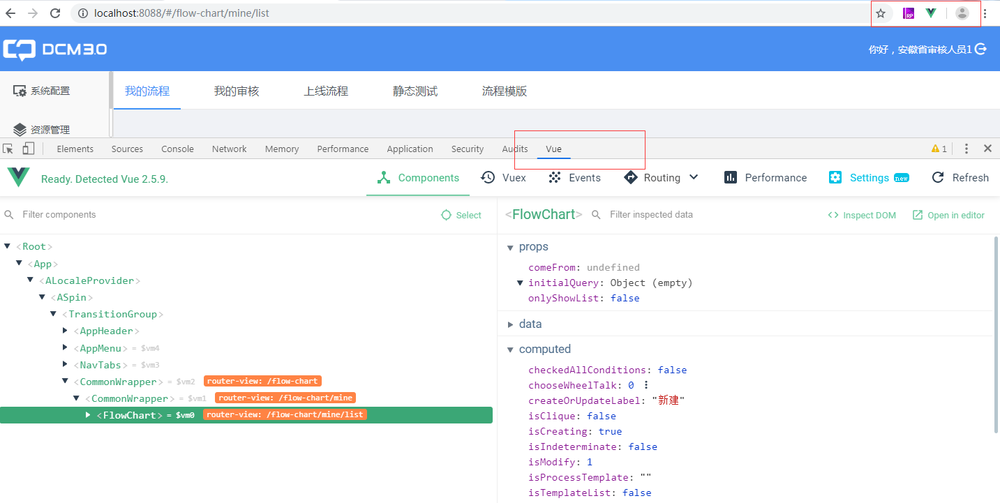 localhost:8088/#/flow-chart/mine/list
RP
DCM3.0
你好，安徽省审核人员1
系统配置
我的流程 我的审核 上线流程 静态测试 流程模版
资源管理
Elements Sources Console Network Memory Performance Application Security Audits Vue 1
Ready. Detected Vue 2.5.9.
Components Vuex Events Routing Performance Settings new Refresh
Filter components Select
<FlowChart> Filter inspected data Inspect DOM Open in editor
<Root>
<App>
<ALocaleProvider>
<ASpin>
<TransitionGroup>
<AppHeader>
<AppMenu> = $vm4
<NavTabs> = $vm3
<CommonWrapper> = $vm2 router-view: /flow-chart
<CommonWrapper> = $vm1 router-view: /flow-chart/mine
<FlowChart> = $vm0 router-view: /flow-chart/mine/list
props
comeFrom: undefined
initialQuery: Object (empty)
onlyShowList: false
data
computed
checkedAllConditions: false
chooseWheelTalk: 0
createOrUpdateLabel: "新建"
isClique: false
isCreating: true
isIndeterminate: false
isModify: 1
isProcessTemplate: ""
isTemplateList: false